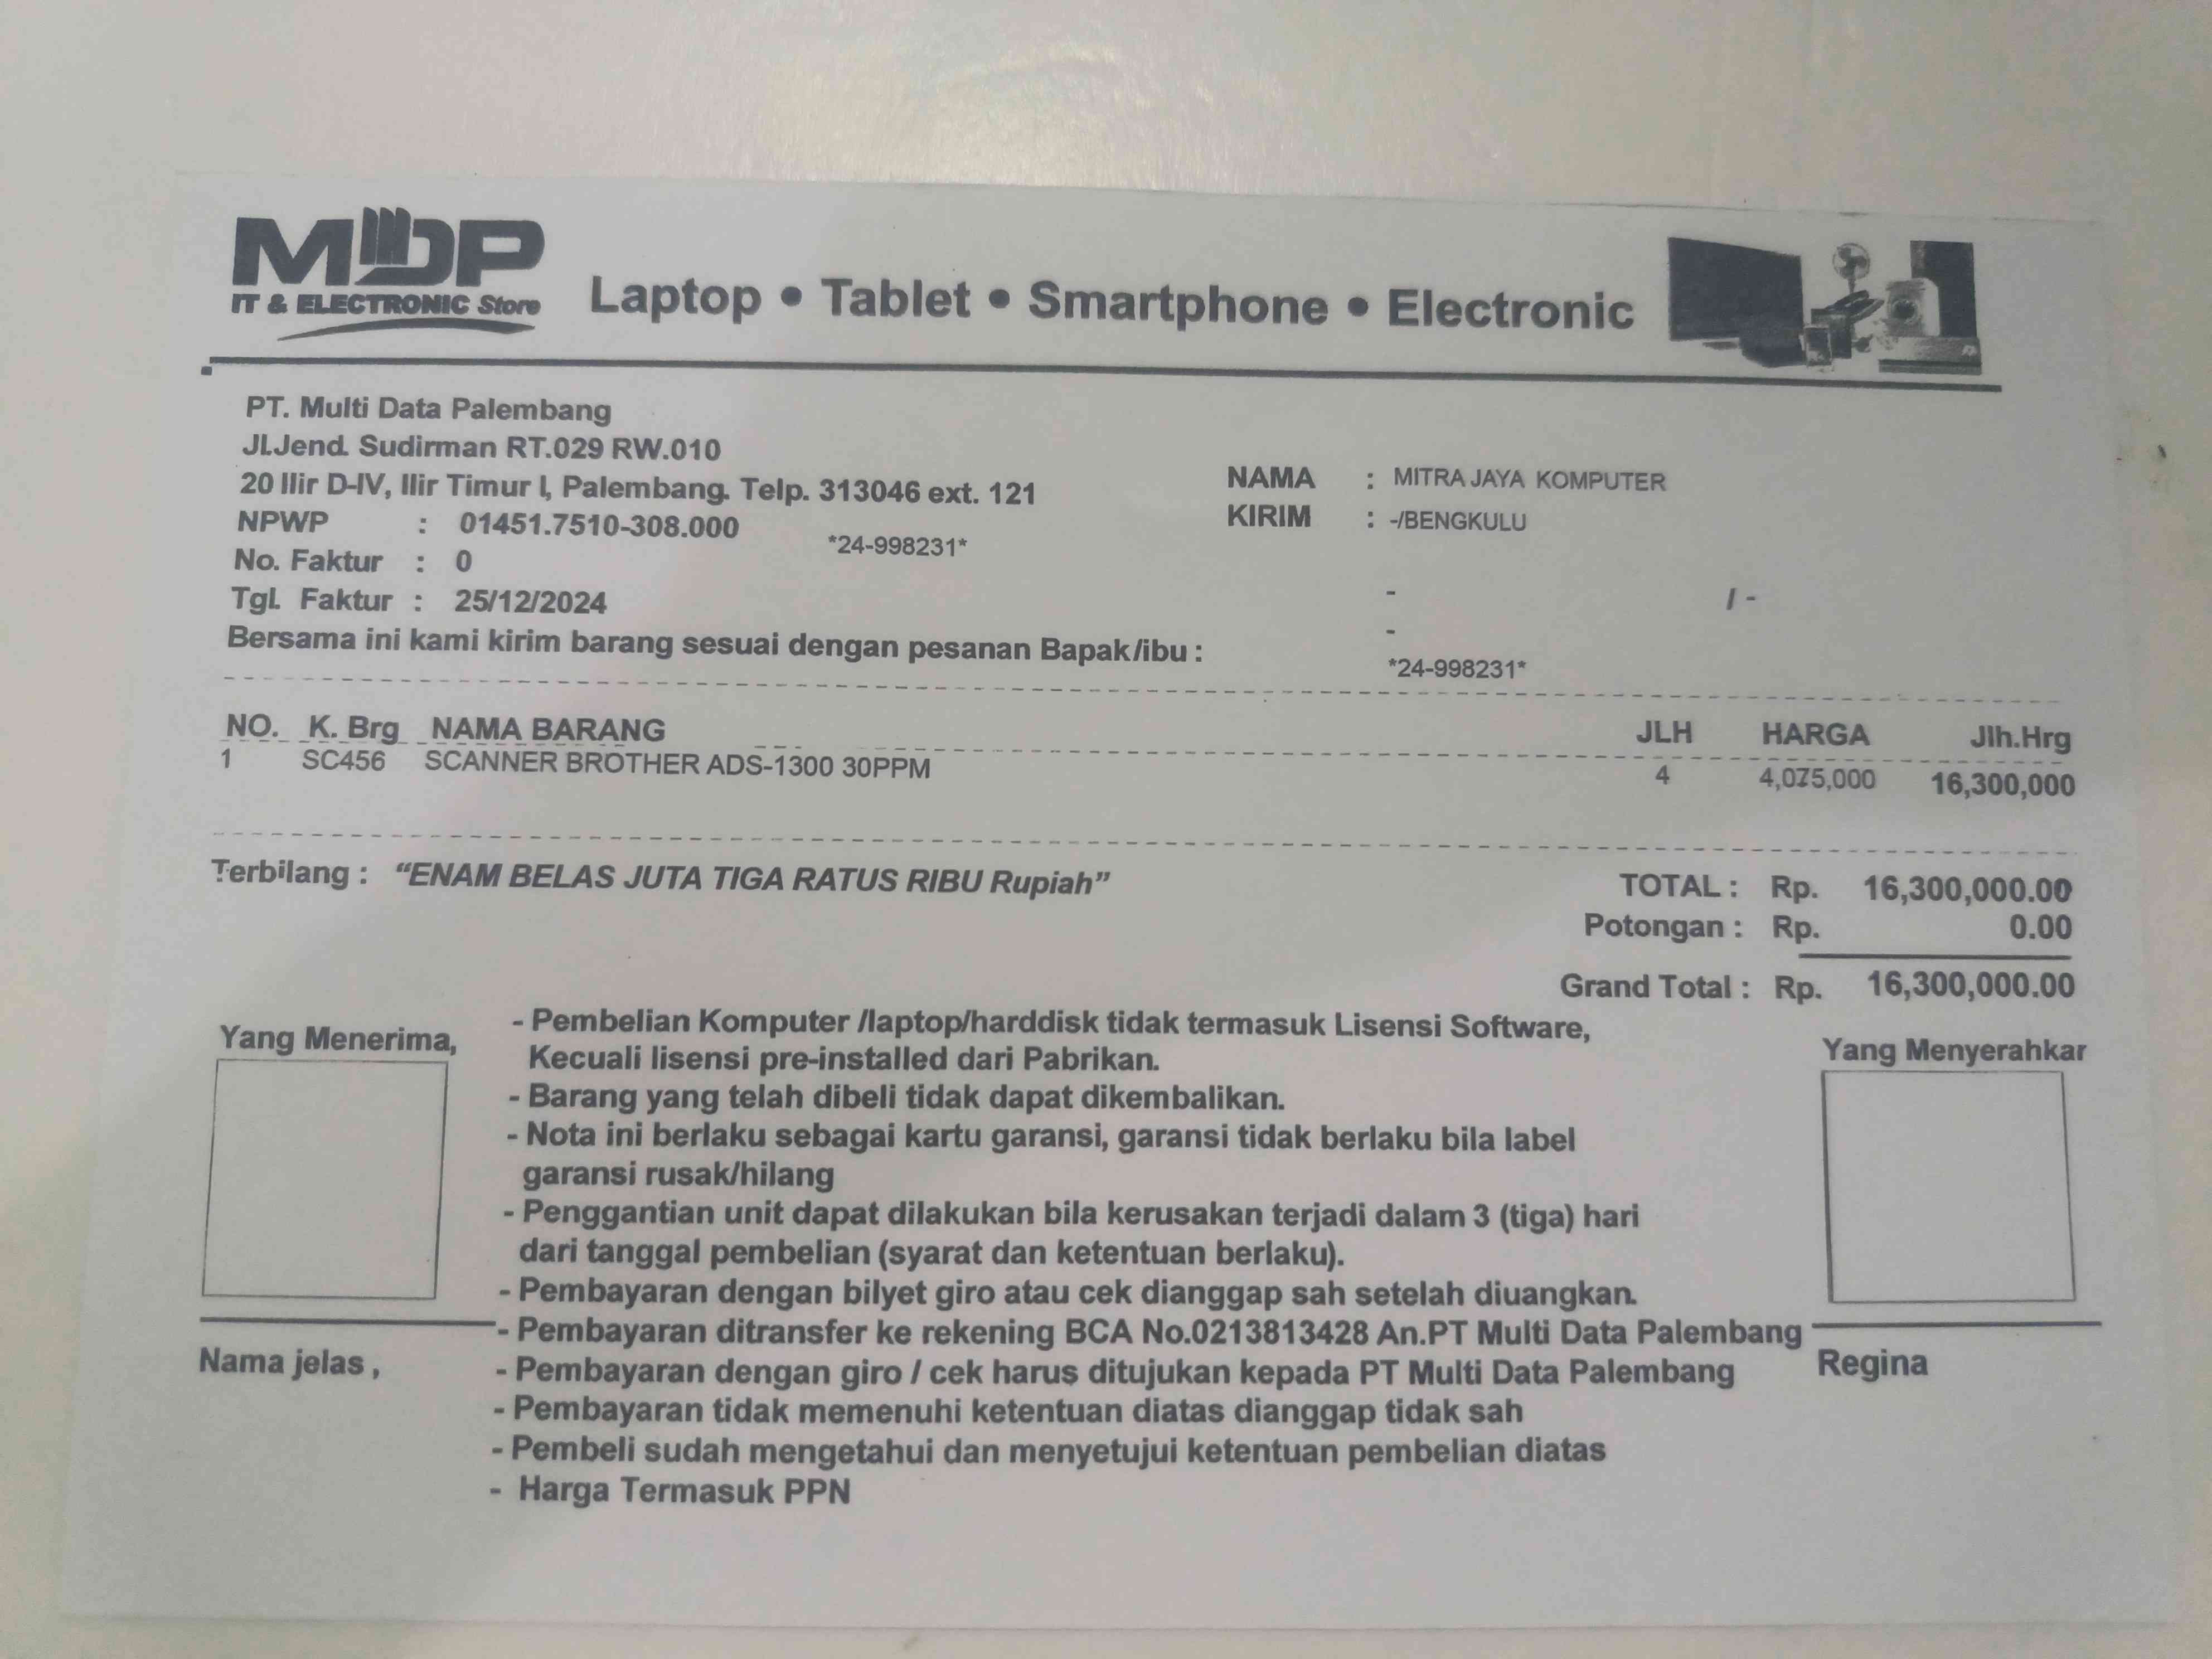 MDP
IT & ELECTRONIC Store
Laptop • Tablet • Smartphone • Electronic
PT. Multi Data Palembang
Jl.Jend. Sudirman RT.029 RW.010
20 Ilir D-IV, Ilir Timur I, Palembang. Telp. 313046 ext. 121
NPWP : 01451.7510-308.000
*24-998231*
No. Faktur : 0
Tgl. Faktur : 25/12/2024
Bersama ini kami kirim barang sesuai dengan pesanan Bapak/ibu :
NAMA : MITRA JAYA KOMPUTER
KIRIM : -/BENGKULU
- / -
-
*24-998231*
NO. K. Brg NAMA BARANG JLH HARGA Jlh.Hrg
1 SC456 SCANNER BROTHER ADS-1300 30PPM 4 4,075,000 16,300,000
Terbilang : “ENAM BELAS JUTA TIGA RATUS RIBU Rupiah”
TOTAL : Rp. 16,300,000.00
Potongan : Rp. 0.00
Grand Total : Rp. 16,300,000.00
Yang Menerima,
Nama jelas ,
- Pembelian Komputer /laptop/harddisk tidak termasuk Lisensi Software,
Kecuali lisensi pre-installed dari Pabrikan.
- Barang yang telah dibeli tidak dapat dikembalikan.
- Nota ini berlaku sebagai kartu garansi, garansi tidak berlaku bila label
garansi rusak/hilang
- Penggantian unit dapat dilakukan bila kerusakan terjadi dalam 3 (tiga) hari
dari tanggal pembelian (syarat dan ketentuan berlaku).
- Pembayaran dengan bilyet giro atau cek dianggap sah setelah diuangkan.
- Pembayaran ditransfer ke rekening BCA No.0213813428 An.PT Multi Data Palembang
- Pembayaran dengan giro / cek harus ditujukan kepada PT Multi Data Palembang
- Pembayaran tidak memenuhi ketentuan diatas dianggap tidak sah
- Pembeli sudah mengetahui dan menyetujui ketentuan pembelian diatas
- Harga Termasuk PPN
Yang Menyerahkar
Regina